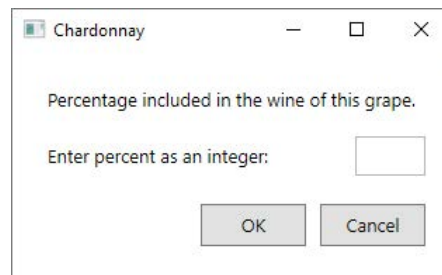 Chardonnay
Percentage included in the wine of this grape.
Enter percent as an integer:
OK Cancel